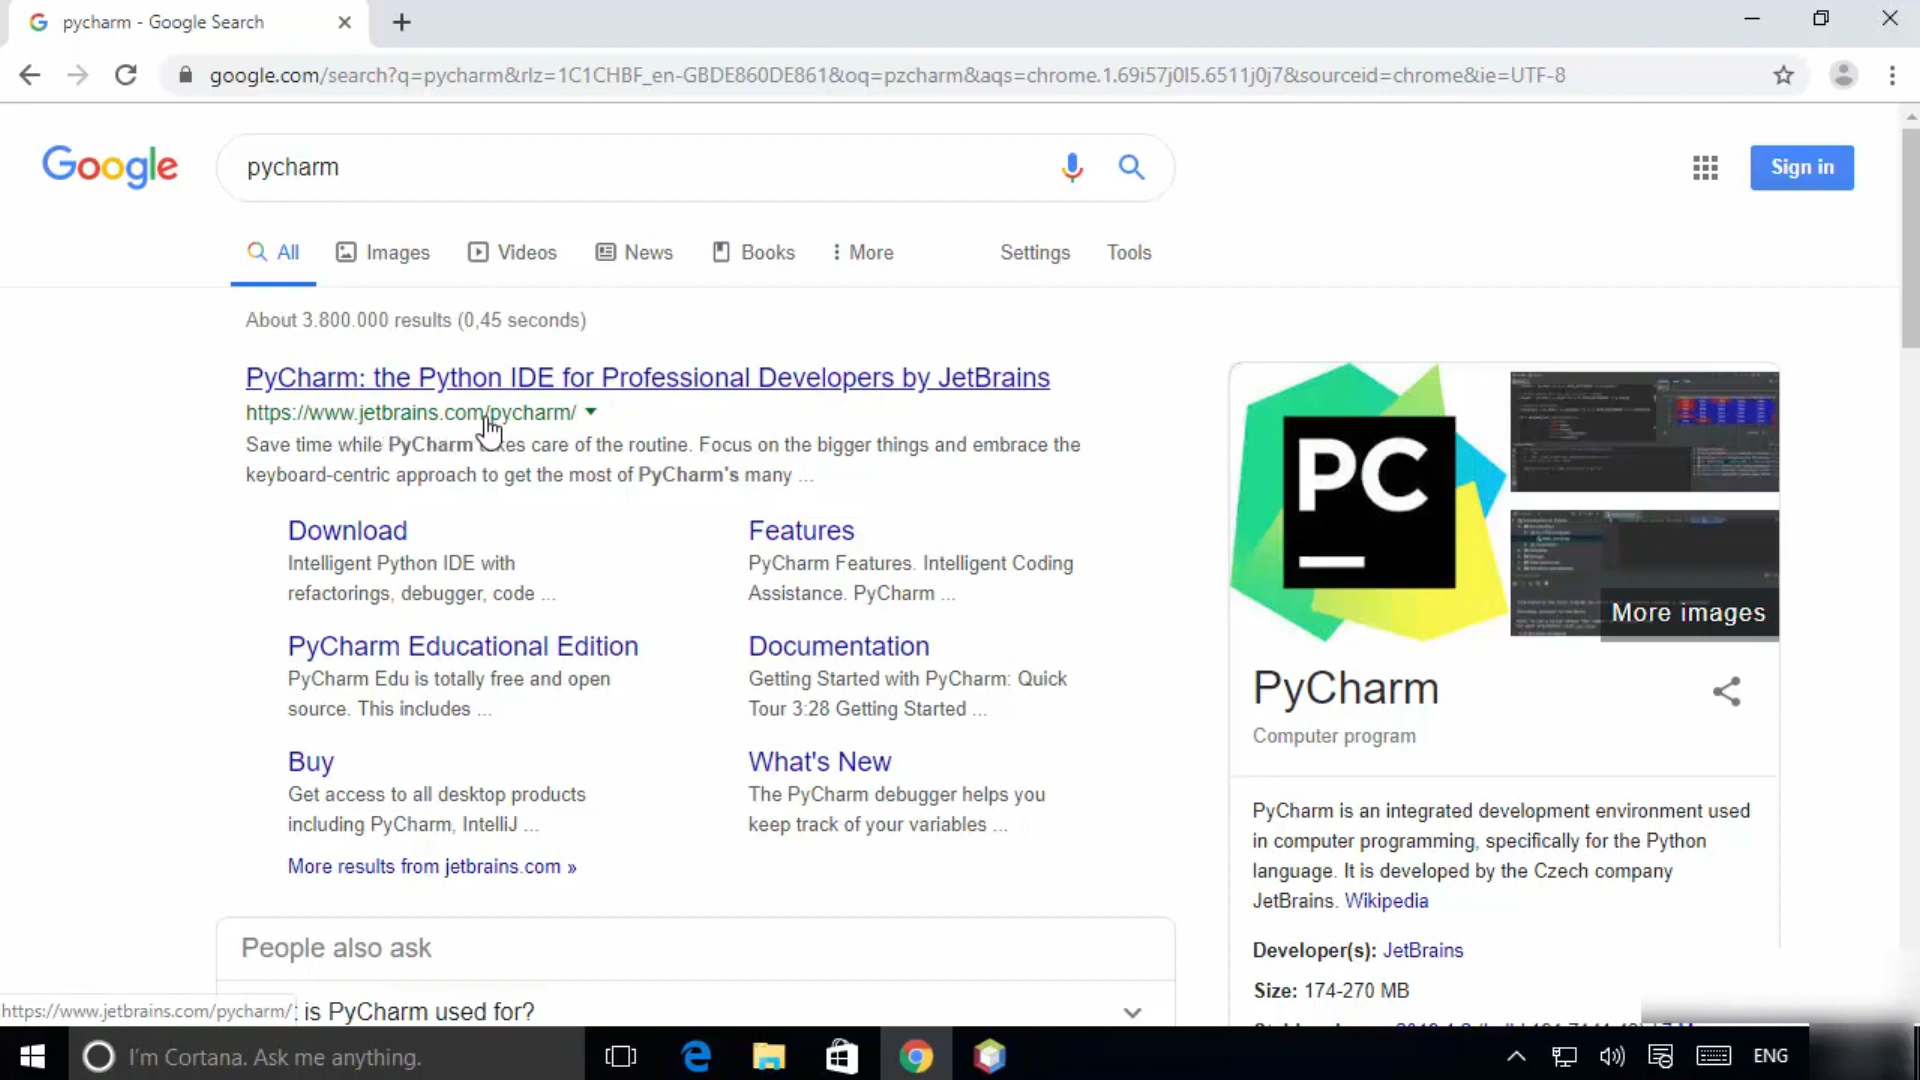 pycharm - Google Search
google.com/search?q=pycharm&rlz=1C1CHBF_en-GBDE860DE861&oq=pzcharm&aqs=chrome.1.69i57j0l5.6511j0j7&sourceid=chrome&ie=UTF-8
Google
pycharm
Sign in
All Images Videos News Books More Settings Tools
About 3.800.000 results (0,45 seconds)
PyCharm: the Python IDE for Professional Developers by JetBrains
https://www.jetbrains.com/pycharm/
Save time while PyCharm takes care of the routine. Focus on the bigger things and embrace the
keyboard-centric approach to get the most of PyCharm's many ...
Download
Intelligent Python IDE with
refactorings, debugger, code ...
Features
PyCharm Features. Intelligent Coding
Assistance. PyCharm ...
PyCharm Educational Edition
PyCharm Edu is totally free and open
source. This includes ...
Documentation
Getting Started with PyCharm: Quick
Tour 3:28 Getting Started ...
Buy
Get access to all desktop products
including PyCharm, IntelliJ ...
What's New
The PyCharm debugger helps you
keep track of your variables ...
More results from jetbrains.com »
People also ask
is PyCharm used for?
https://www.jetbrains.com/pycharm/
PC
More images
PyCharm
Computer program
PyCharm is an integrated development environment used
in computer programming, specifically for the Python
language. It is developed by the Czech company
JetBrains. Wikipedia
Developer(s): JetBrains
Size: 174-270 MB
I'm Cortana. Ask me anything.
ENG